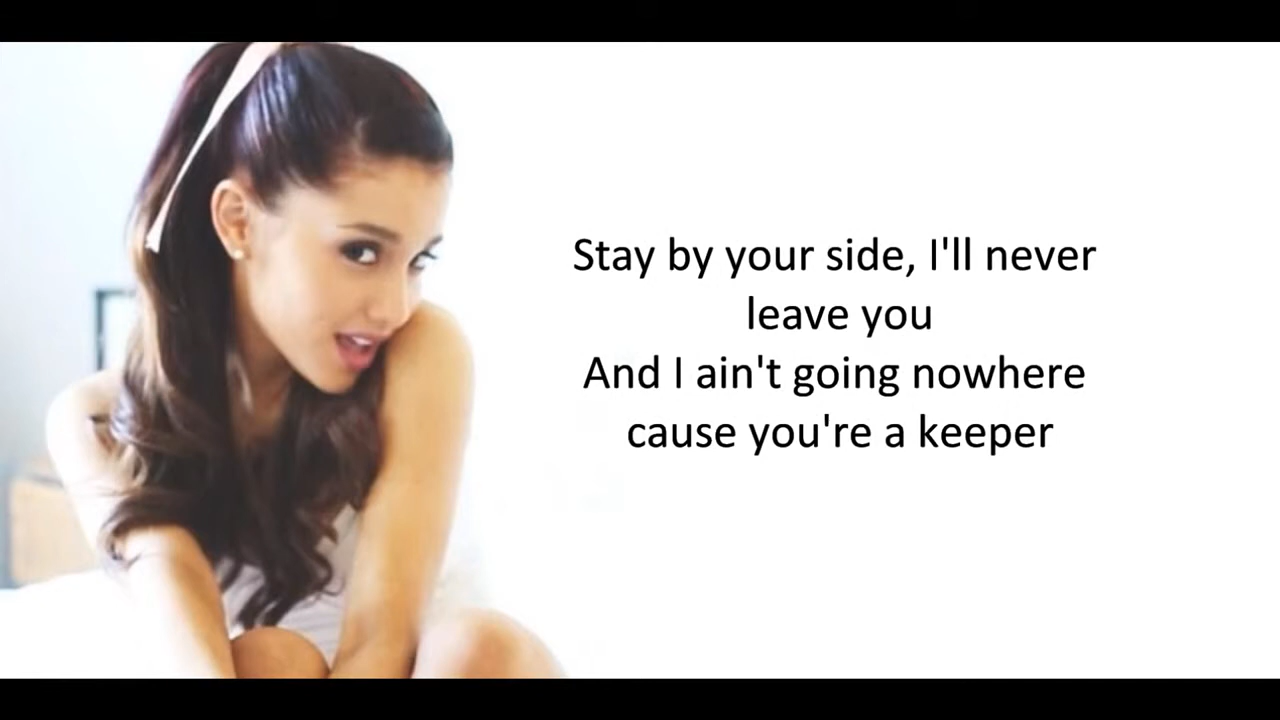 Stay by your side, I'll never
leave you
And I ain't going nowhere
cause you're a keeper